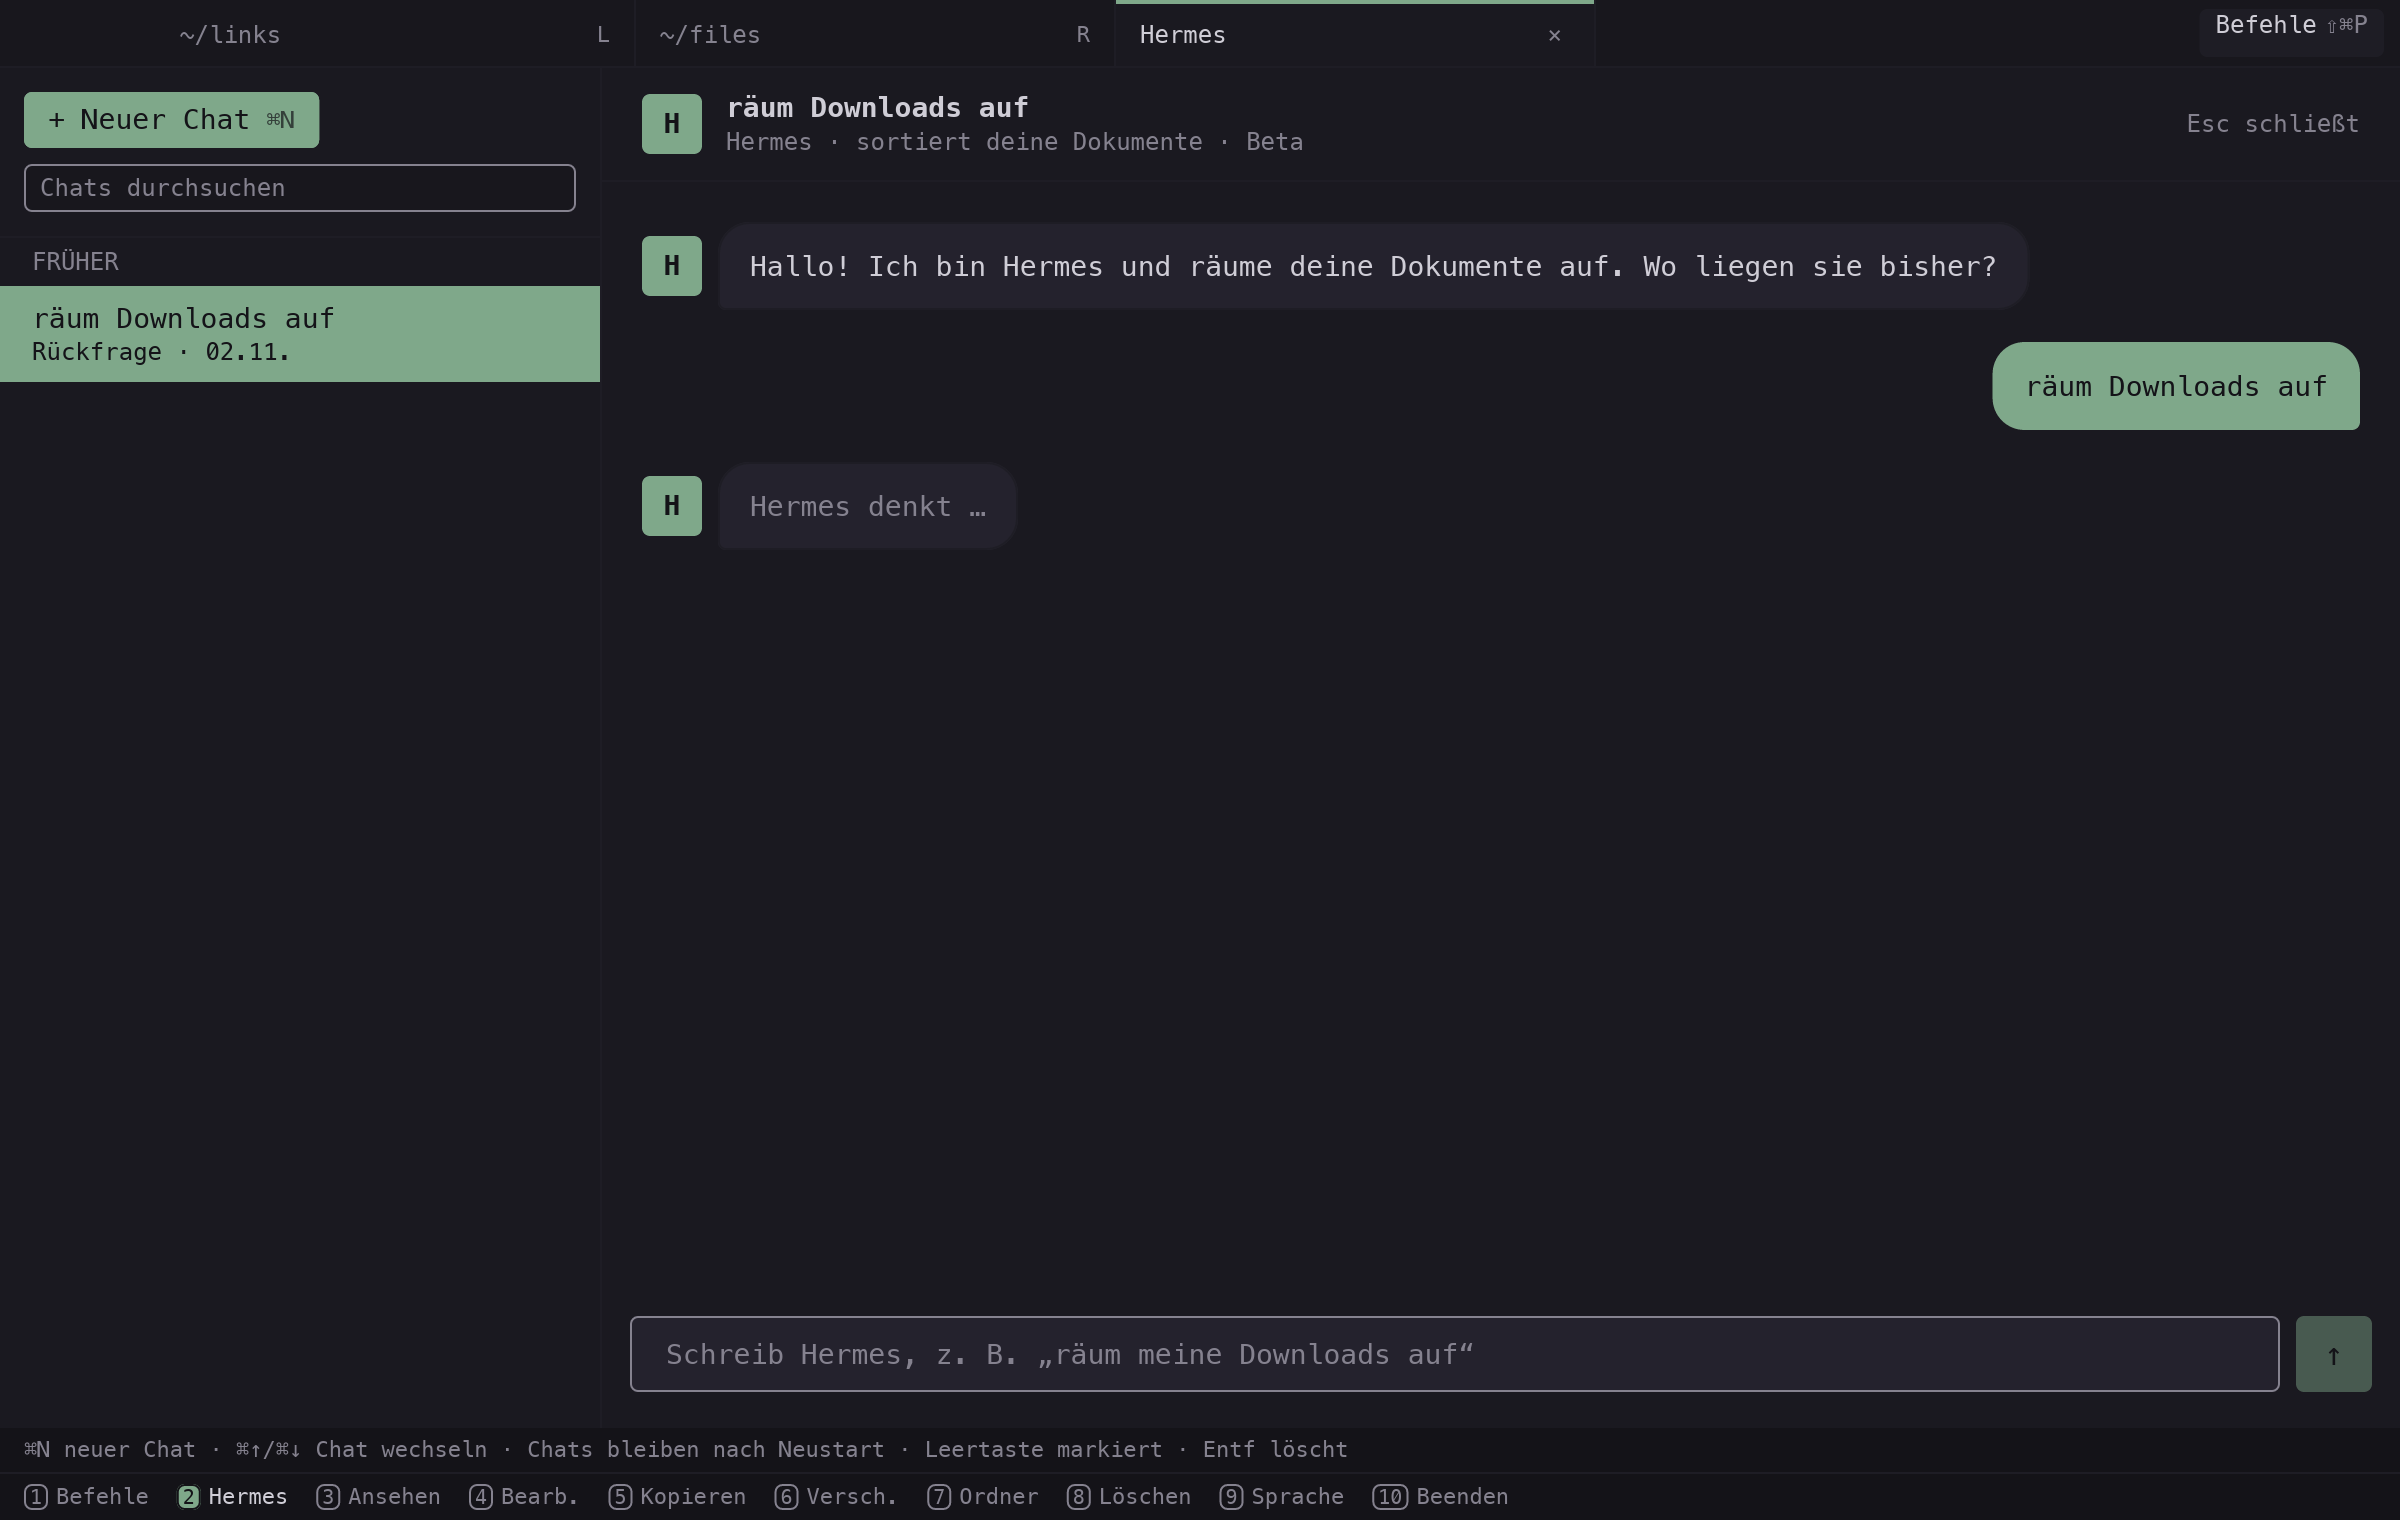 ~/links L ~/files R Hermes × Befehle ⇧⌘P
+ Neuer Chat ⌘N
Chats durchsuchen
FRÜHER
räum Downloads auf
Rückfrage · 02.11.
H
räum Downloads auf
Hermes · sortiert deine Dokumente · Beta
Esc schließt
H
Hallo! Ich bin Hermes und räume deine Dokumente auf. Wo liegen sie bisher?
räum Downloads auf
H
Hermes denkt …
Schreib Hermes, z. B. „räum meine Downloads auf“
↑
⌘N neuer Chat · ⌘↑/⌘↓ Chat wechseln · Chats bleiben nach Neustart · Leertaste markiert · Entf löscht
1 Befehle 2 Hermes 3 Ansehen 4 Bearb. 5 Kopieren 6 Versch. 7 Ordner 8 Löschen 9 Sprache 10 Beenden